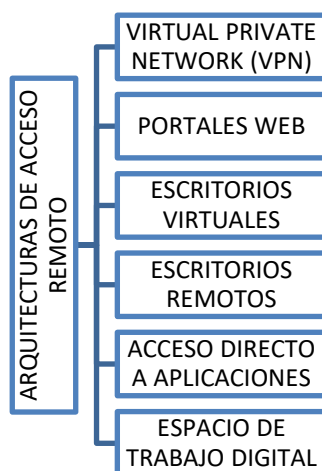 ARQUITECTURAS DE ACCESO
REMOTO
VIRTUAL PRIVATE
NETWORK (VPN)
PORTALES WEB
ESCRITORIOS
VIRTUALES
ESCRITORIOS
REMOTOS
ACCESO DIRECTO
A APLICACIONES
ESPACIO DE
TRABAJO DIGITAL